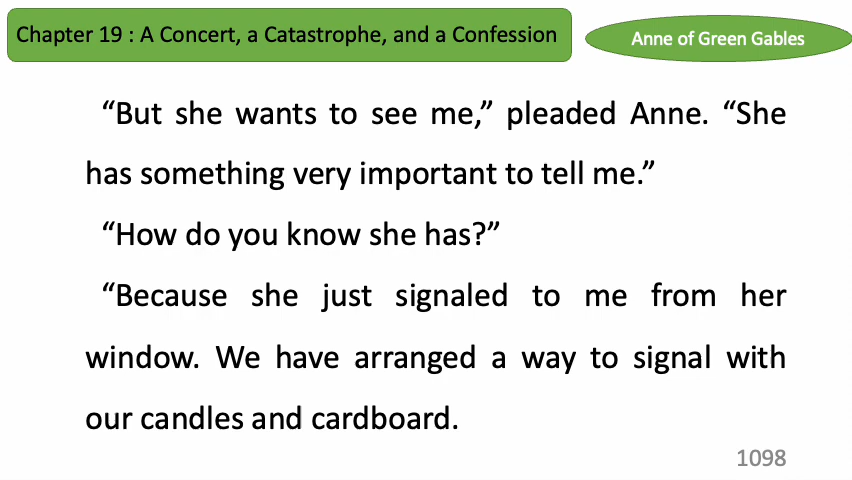 Chapter 19 : A Concert, a Catastrophe, and a Confession
Anne of Green Gables
“But she wants to see me,” pleaded Anne. “She
has something very important to tell me.”
“How do you know she has?”
“Because she just signaled to me from her
window. We have arranged a way to signal with
our candles and cardboard.
1098